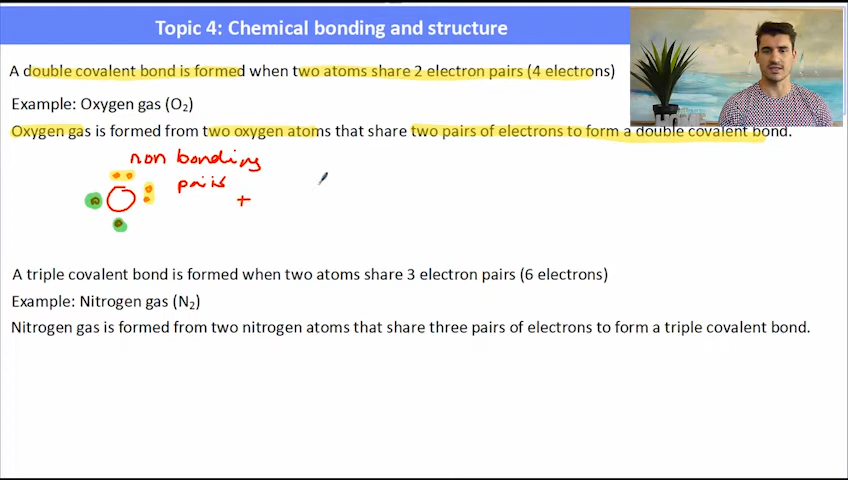 Topic 4: Chemical bonding and structure
A double covalent bond is formed when two atoms share 2 electron pairs (4 electrons)
Example: Oxygen gas (O₂)
Oxygen gas is formed from two oxygen atoms that share two pairs of electrons to form a double covalent bond.
non bonding
pairs
+
A triple covalent bond is formed when two atoms share 3 electron pairs (6 electrons)
Example: Nitrogen gas (N₂)
Nitrogen gas is formed from two nitrogen atoms that share three pairs of electrons to form a triple covalent bond.
HOME